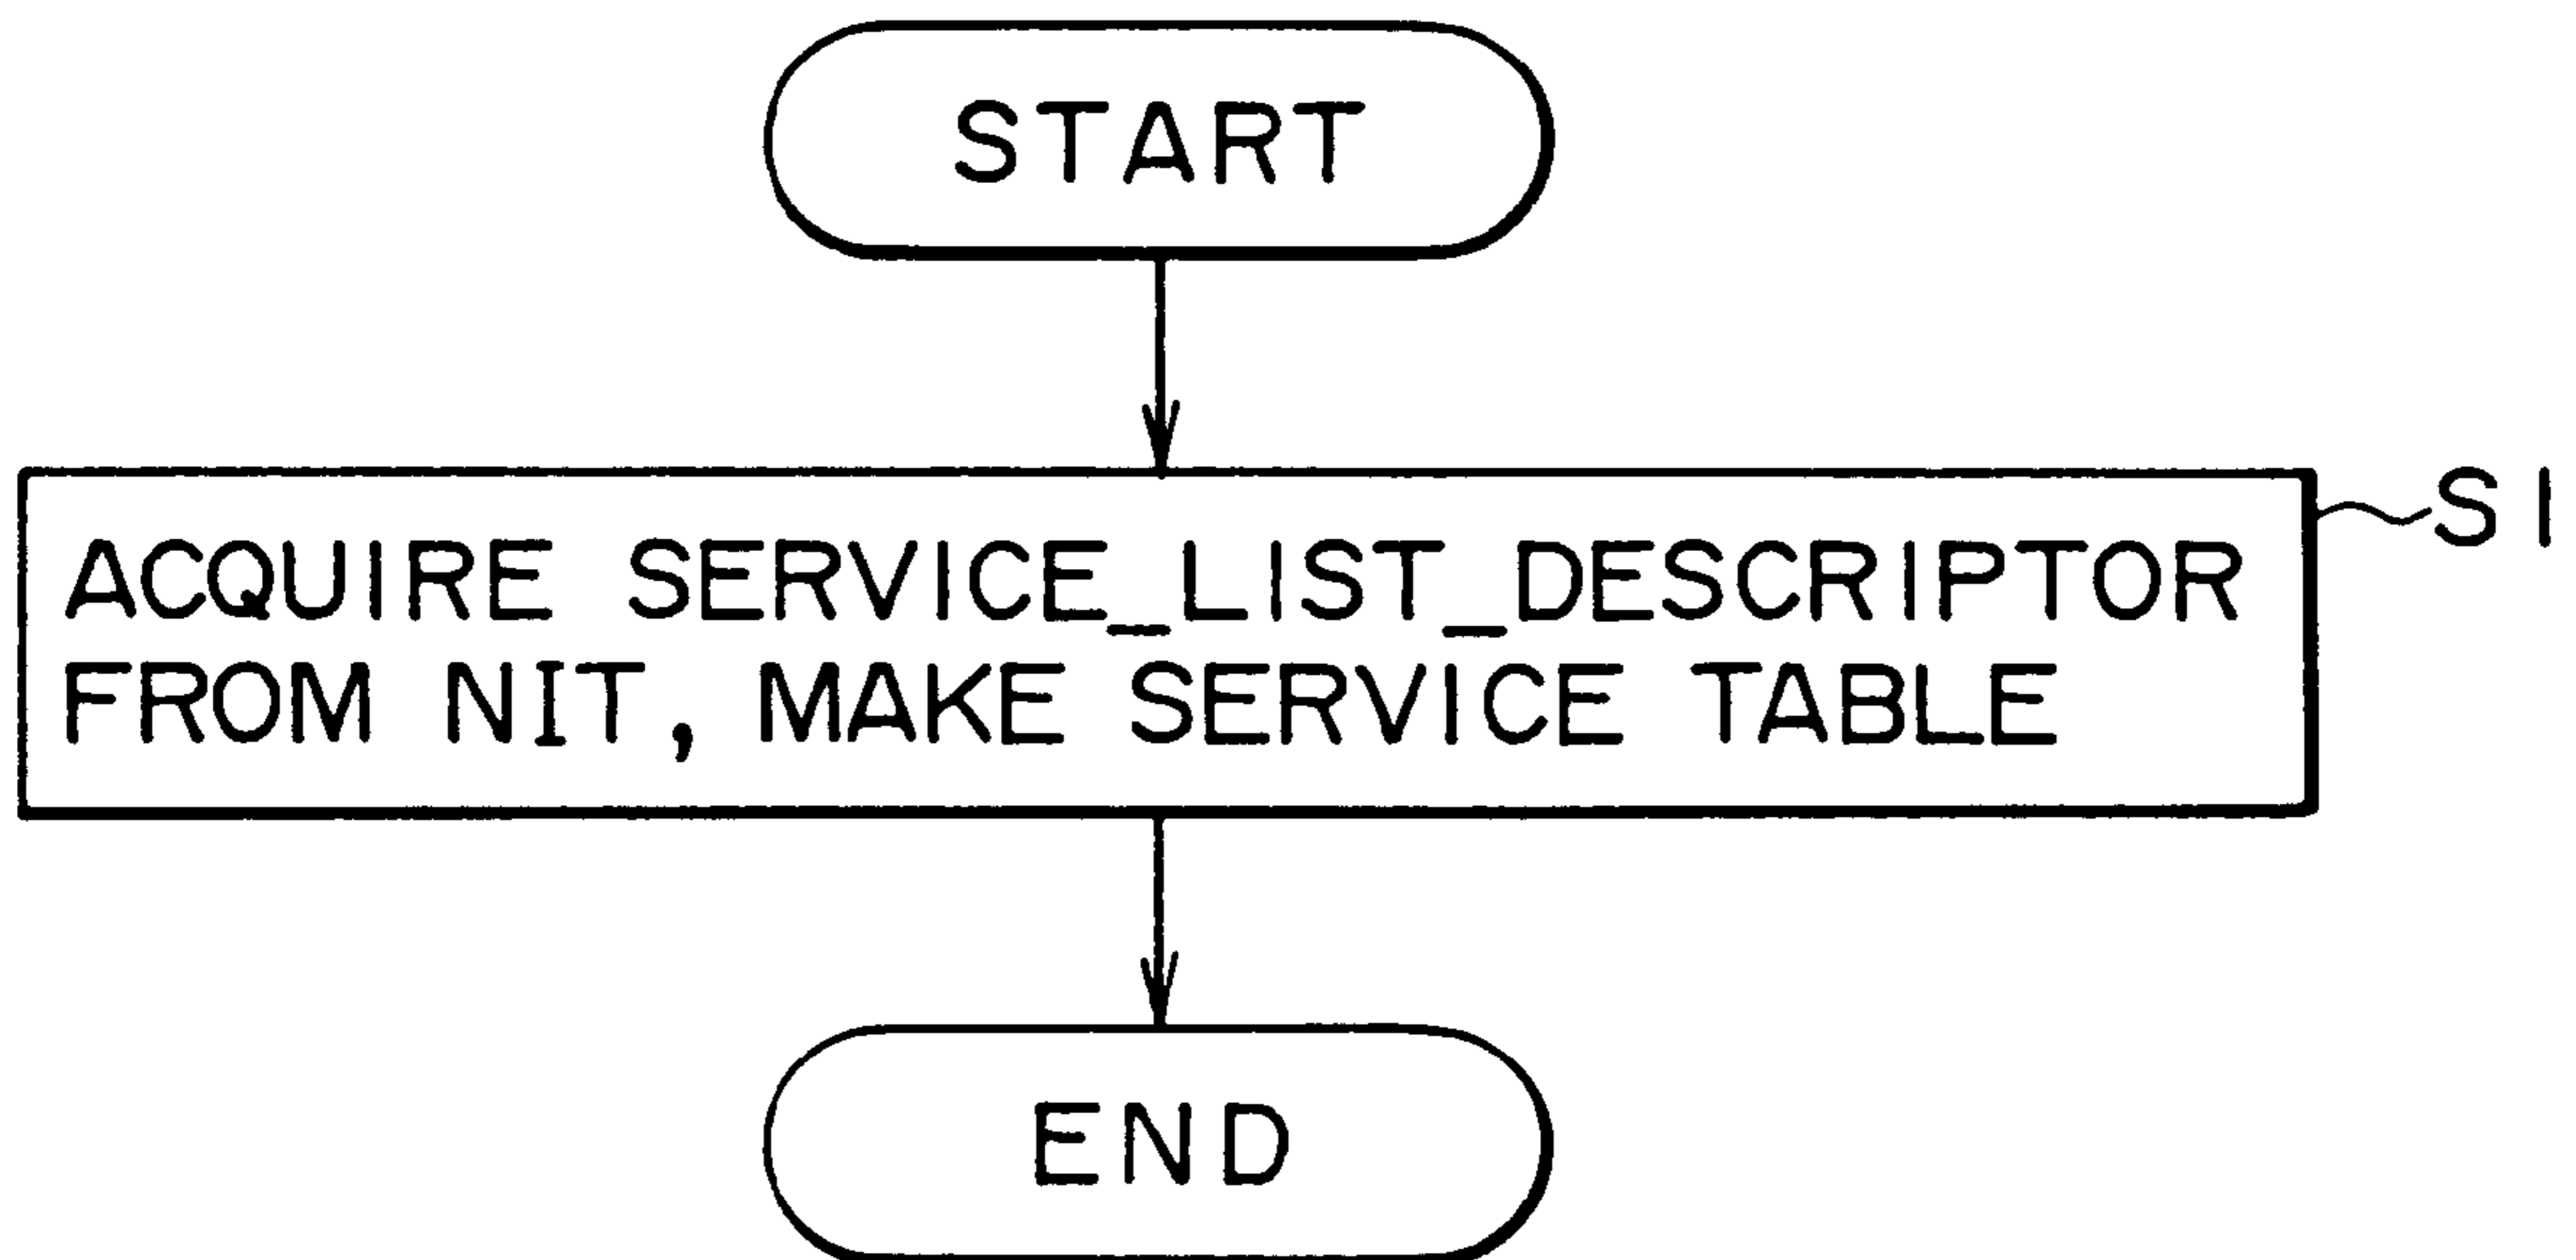 START
S1
ACQUIRE SERVICE_LIST_DESCRIPTOR
FROM NIT, MAKE SERVICE TABLE
END